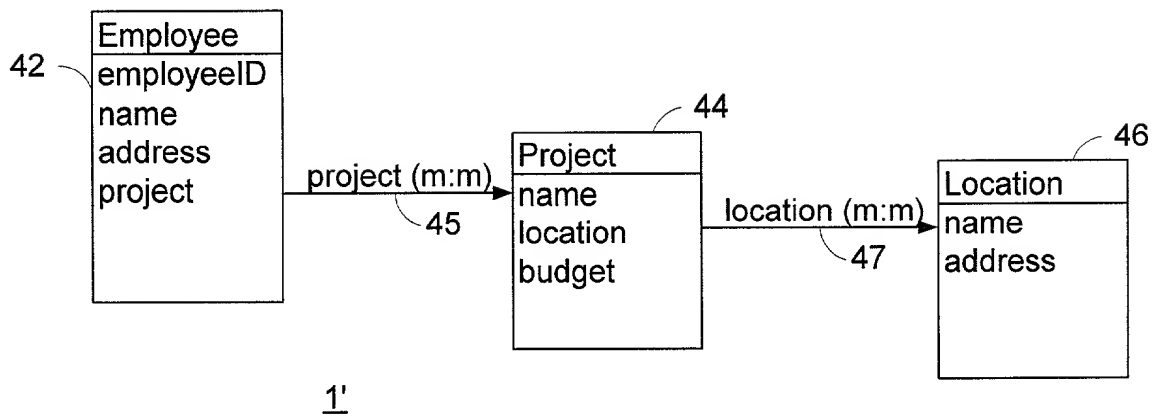 Employee
42
employeeID
name
address
project
project (m:m)
45
44
Project
name
location
budget
location (m:m)
47
46
Location
name
address
1'